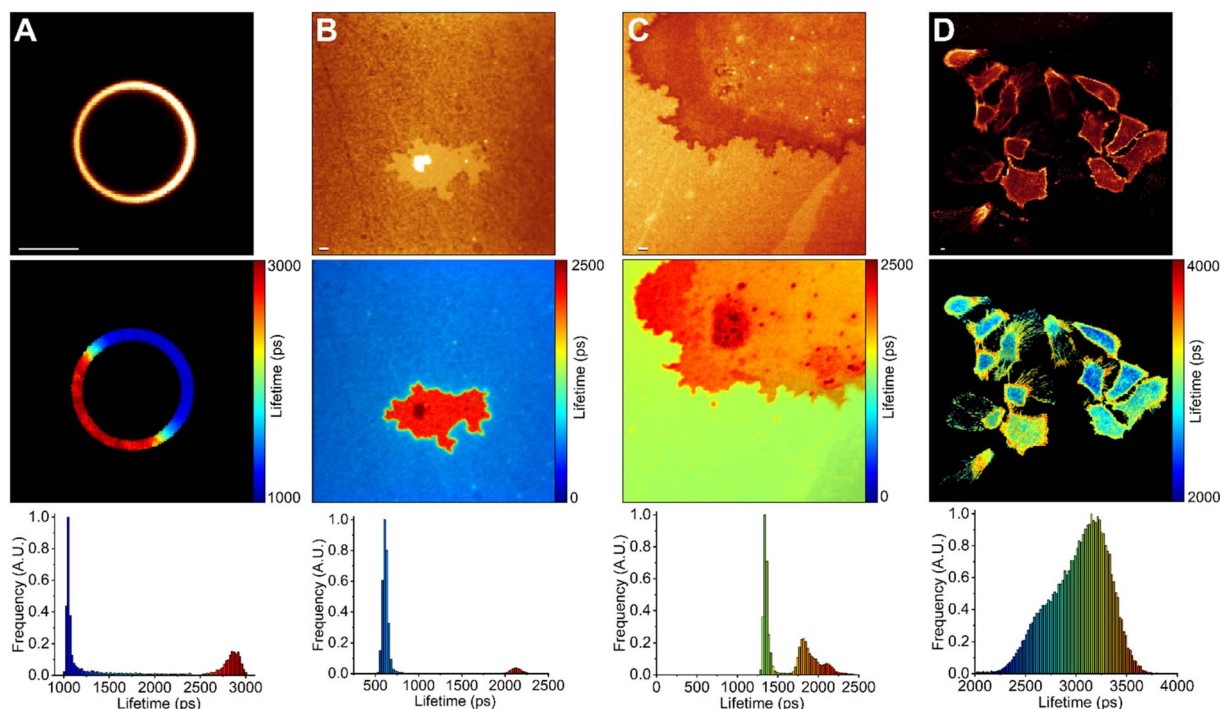 A
B
C
D
3000
Lifetime (ps)
1000
2500
Lifetime (ps)
0
2500
Lifetime (ps)
0
4000
Lifetime (ps)
2000
Frequency (A.U.)
1.0
0.8
0.6
0.4
0.2
0.0
1000 1500 2000 2500 3000
Lifetime (ps)
Frequency (A.U.)
1.0
0.8
0.6
0.4
0.2
0.0
500 1000 1500 2000 2500
Lifetime (ps)
Frequency (A.U.)
1.0
0.8
0.6
0.4
0.2
0.0
0 500 1000 1500 2000 2500
Lifetime (ps)
Frequency (A.U.)
1.0
0.8
0.6
0.4
0.2
0.0
2000 2500 3000 3500 4000
Lifetime (ps)